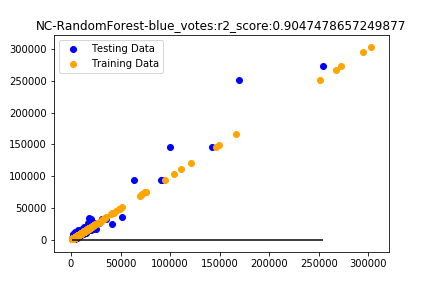 NC-RandomForest-blue_votes:r2_score:0.9047478657249877
Testing Data
Training Data
300000
250000
200000
150000
100000
50000
0
0 50000 100000 150000 200000 250000 300000